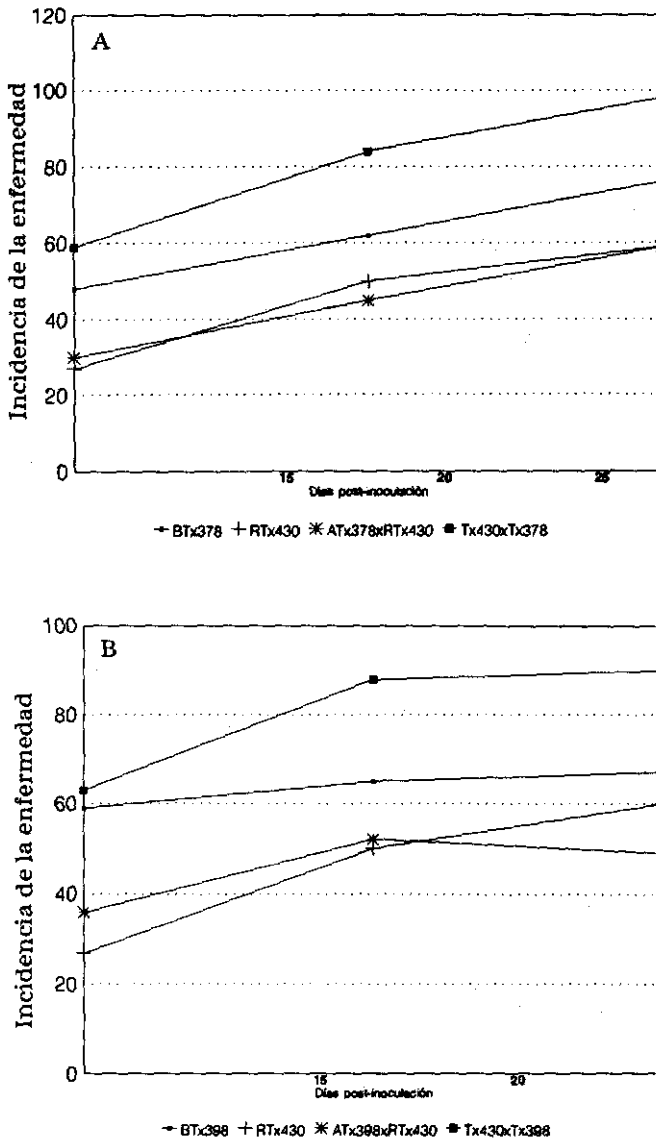 120
A
100
80
60
40
20
0
Incidencia de la enfermedad
15 20 25
Días post-inoculación
BTx378 RTx430 ATx378xRTx430 Tx430xTx378
100
B
80
60
40
20
0
Incidencia de la enfermedad
15 20
Días post-inoculación
BTx398 RTx430 ATx398xRTx430 Tx430xTx398